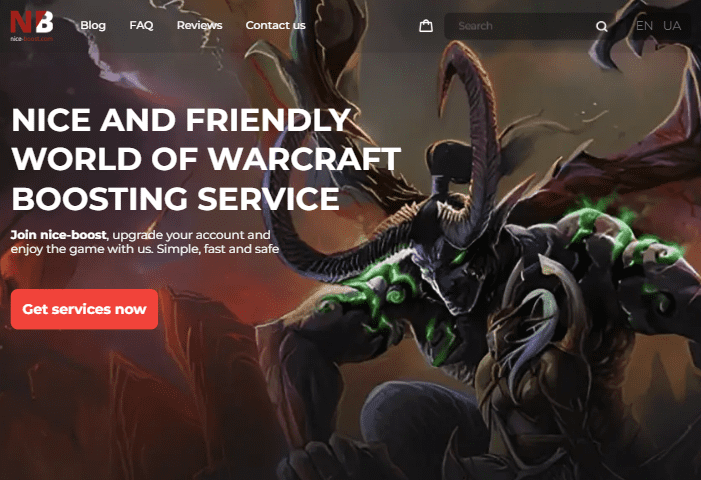 NB
nice-boost.com
Blog FAQ Reviews Contact us Search EN UA
NICE AND FRIENDLY
WORLD OF WARCRAFT
BOOSTING SERVICE
Join nice-boost, upgrade your account and
enjoy the game with us. Simple, fast and safe
Get services now